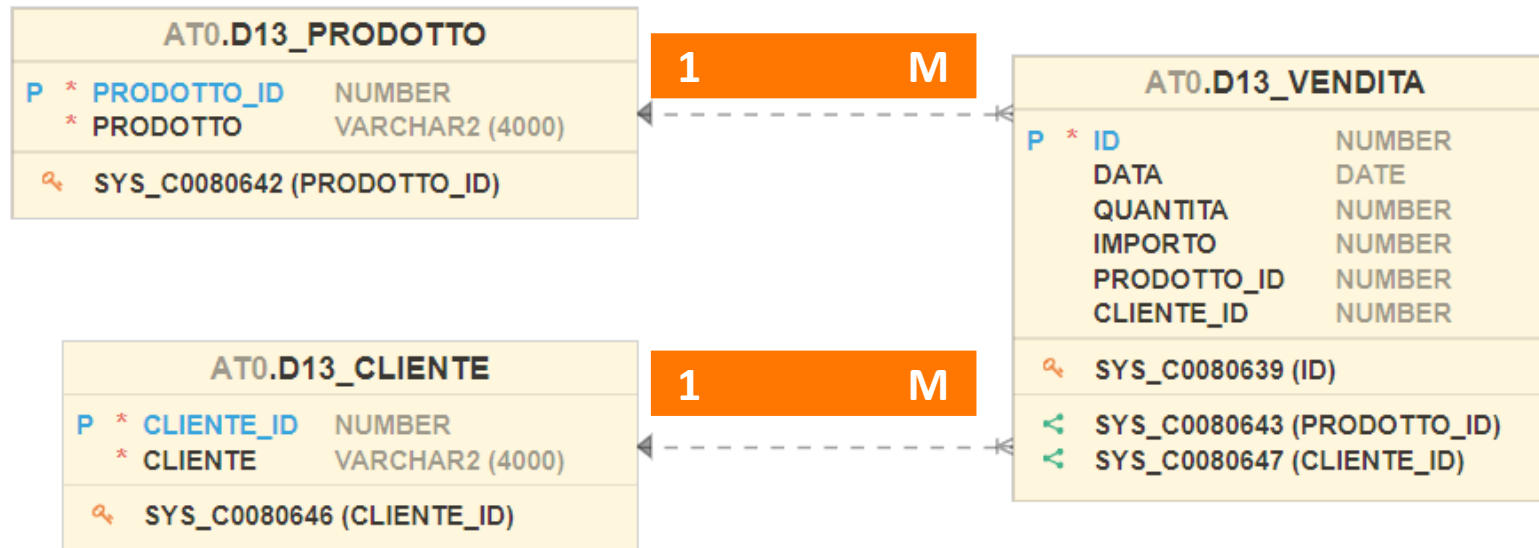 AT0.D13_PRODOTTO
P * PRODOTTO_ID NUMBER
* PRODOTTO VARCHAR2 (4000)
SYS_C0080642 (PRODOTTO_ID)
1 M
AT0.D13_VENDITA
P * ID NUMBER
DATA DATE
QUANTITA NUMBER
IMPORTO NUMBER
PRODOTTO_ID NUMBER
CLIENTE_ID NUMBER
SYS_C0080639 (ID)
SYS_C0080643 (PRODOTTO_ID)
SYS_C0080647 (CLIENTE_ID)
AT0.D13_CLIENTE
P * CLIENTE_ID NUMBER
* CLIENTE VARCHAR2 (4000)
SYS_C0080646 (CLIENTE_ID)
1 M